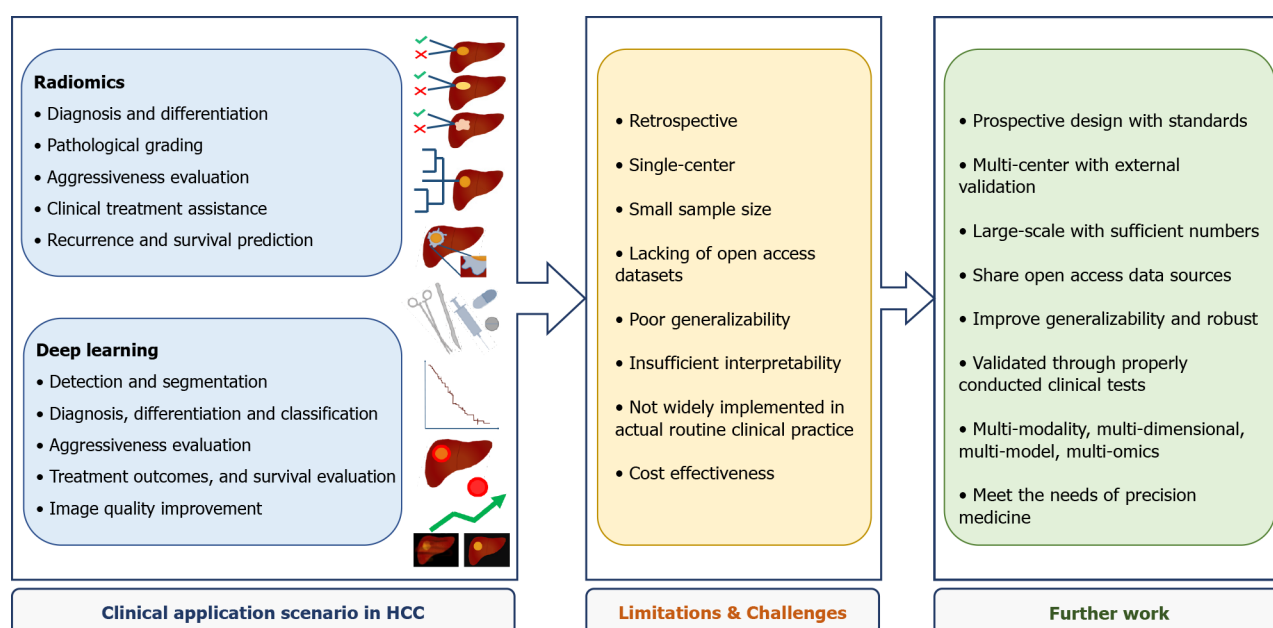 Radiomics
• Diagnosis and differentiation
• Pathological grading
• Aggressiveness evaluation
• Clinical treatment assistance
• Recurrence and survival prediction
Deep learning
• Detection and segmentation
• Diagnosis, differentiation and classification
• Aggressiveness evaluation
• Treatment outcomes, and survival evaluation
• Image quality improvement
Clinical application scenario in HCC
• Retrospective
• Single-center
• Small sample size
• Lacking of open access
datasets
• Poor generalizability
• Insufficient interpretability
• Not widely implemented in
actual routine clinical practice
• Cost effectiveness
Limitations & Challenges
• Prospective design with standards
• Multi-center with external
validation
• Large-scale with sufficient numbers
• Share open access data sources
• Improve generalizability and robust
• Validated through properly
conducted clinical tests
• Multi-modality, multi-dimensional,
multi-model, multi-omics
• Meet the needs of precision
medicine
Further work